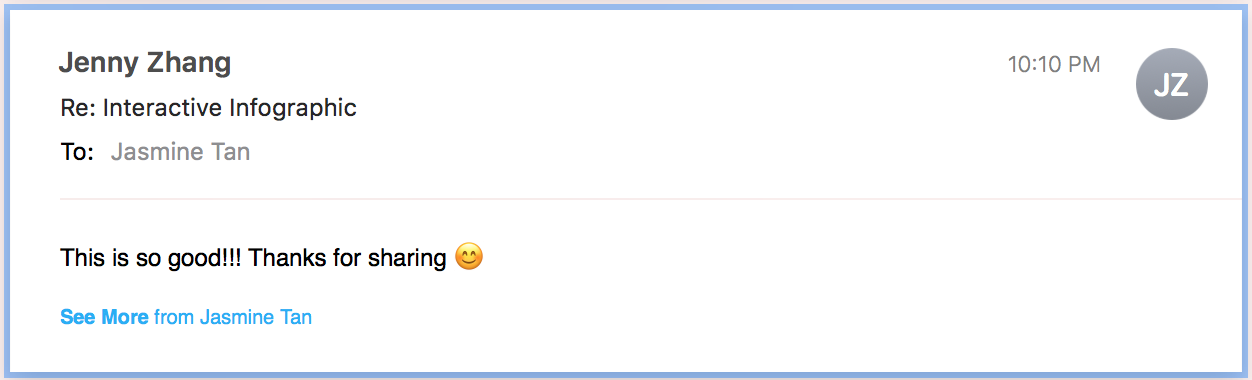 Jenny Zhang
10:10 PM
JZ
Re: Interactive Infographic
To: Jasmine Tan
This is so good!!! Thanks for sharing 😊
See More from Jasmine Tan